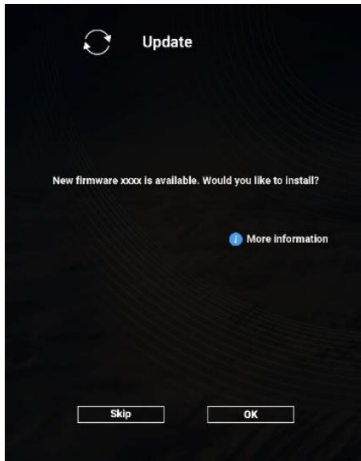 Update
New firmware xxxx is available. Would you like to install?
More information
Skip
OK